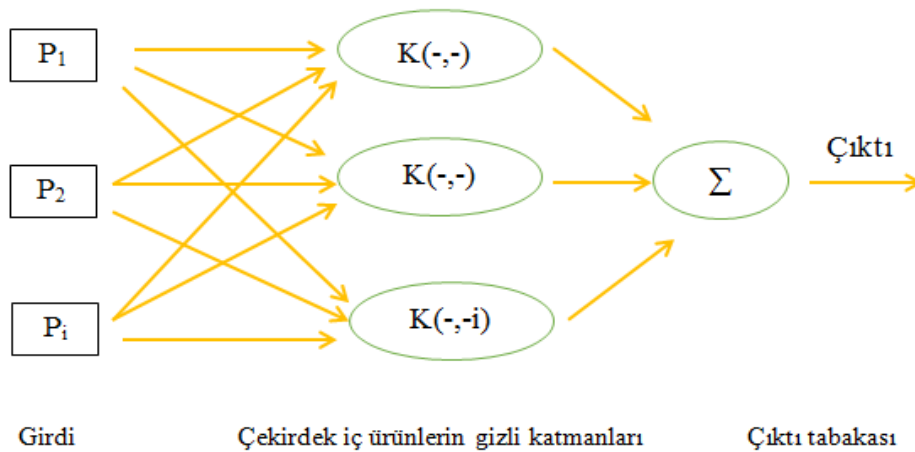 P₁
K(-,-)
P₂
K(-,-)
Σ
Çıktı
Pᵢ
K(-,-i)
Girdi
Çekirdek iç ürünlerin gizli katmanları
Çıktı tabakası